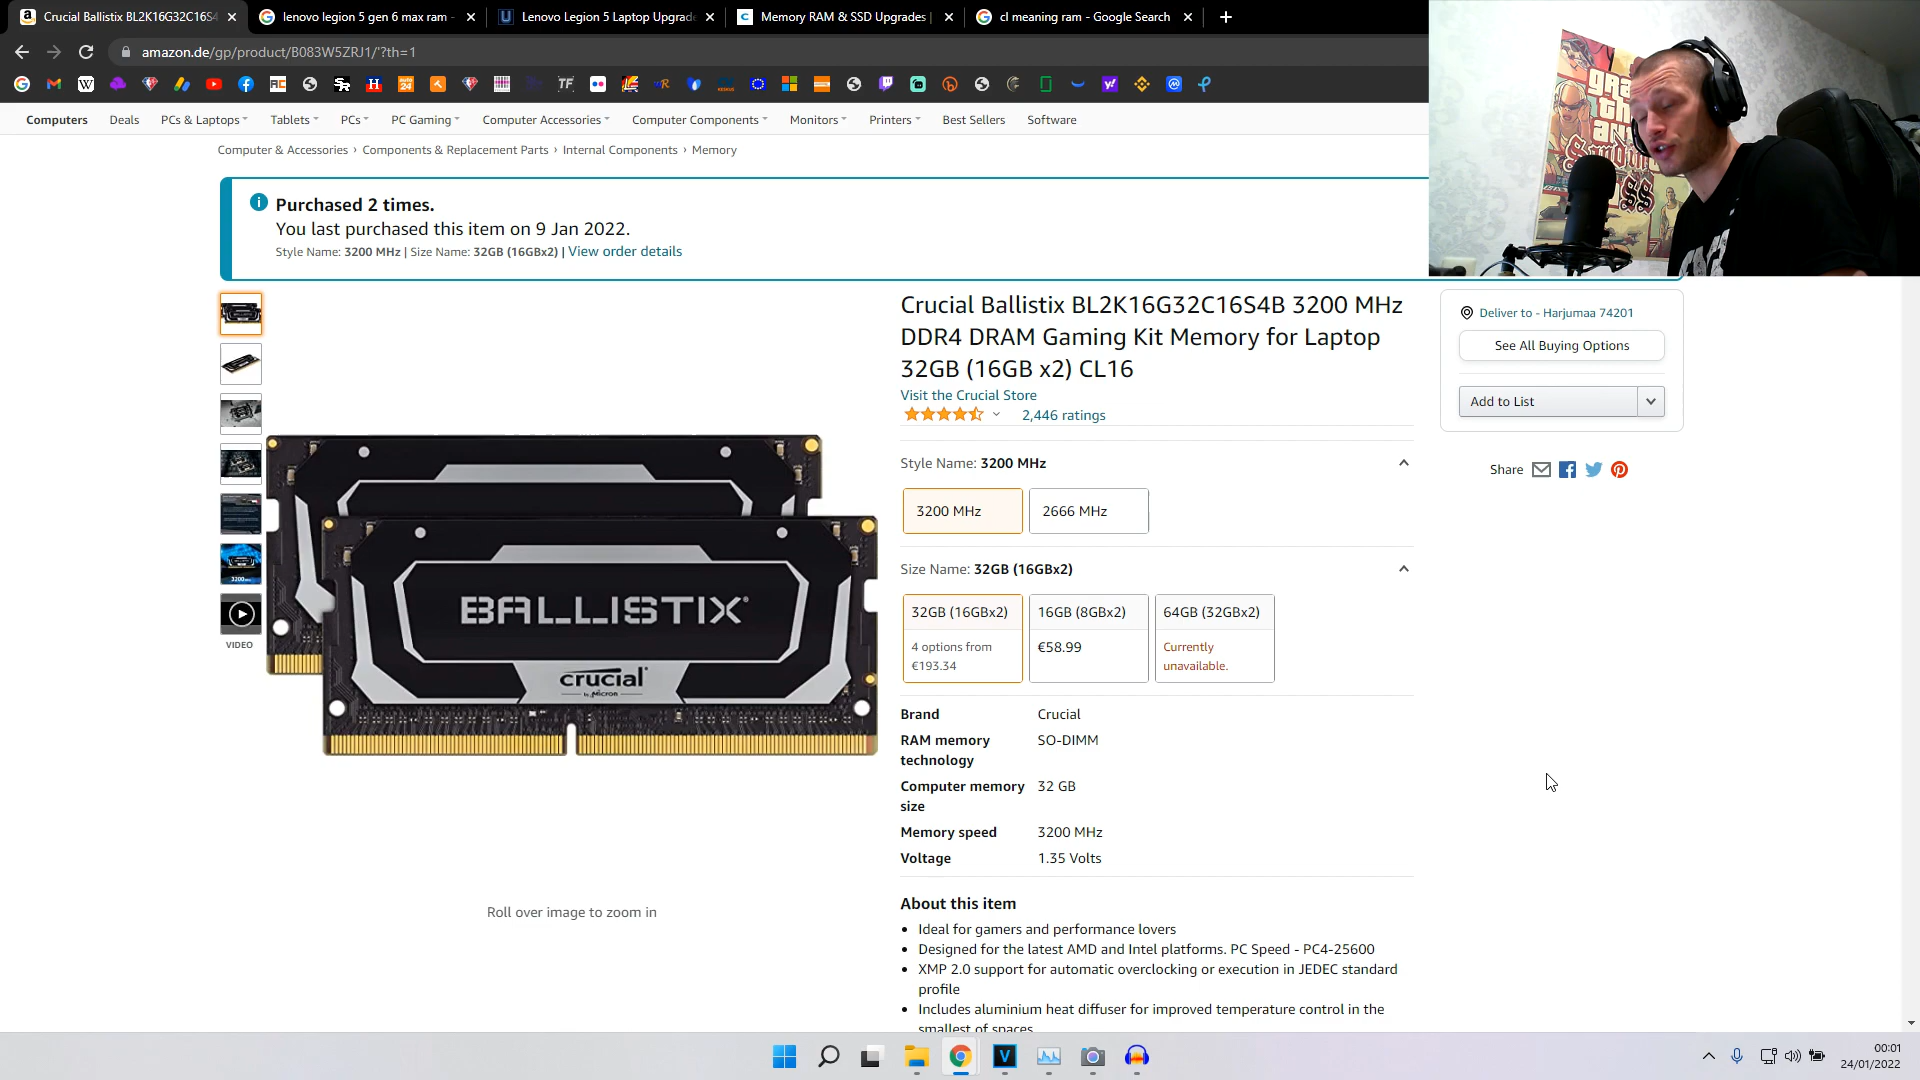 Crucial Ballistix BL2K16G32C16S4
lenovo legion 5 gen 6 max ram -
Lenovo Legion 5 Laptop Upgrade
Memory RAM & SSD Upgrades |
cl meaning ram - Google Search
amazon.de/gp/product/B083W5ZRJ1/'?th=1
Computers
Deals
PCs & Laptops
Tablets
PCs
PC Gaming
Computer Accessories
Computer Components
Monitors
Printers
Best Sellers
Software
Computer & Accessories › Components & Replacement Parts › Internal Components › Memory
Purchased 2 times.
You last purchased this item on 9 Jan 2022.
Style Name: 3200 MHz | Size Name: 32GB (16GBx2) | View order details
Crucial Ballistix BL2K16G32C16S4B 3200 MHz
DDR4 DRAM Gaming Kit Memory for Laptop
32GB (16GB x2) CL16
Visit the Crucial Store
2,446 ratings
Deliver to - Harjumaa 74201
See All Buying Options
Add to List
Share
Style Name: 3200 MHz
3200 MHz
2666 MHz
Size Name: 32GB (16GBx2)
32GB (16GBx2)
4 options from
€193.34
16GB (8GBx2)
€58.99
64GB (32GBx2)
Currently
unavailable.
BALLISTIX
crucial
by Micron
3200
VIDEO
Brand
Crucial
RAM memory
technology
SO-DIMM
Computer memory
size
32 GB
Memory speed
3200 MHz
Voltage
1.35 Volts
Roll over image to zoom in
About this item
Ideal for gamers and performance lovers
Designed for the latest AMD and Intel platforms. PC Speed - PC4-25600
XMP 2.0 support for automatic overclocking or execution in JEDEC standard
profile
Includes aluminium heat diffuser for improved temperature control in the
smallest of spaces
00:01
24/01/2022